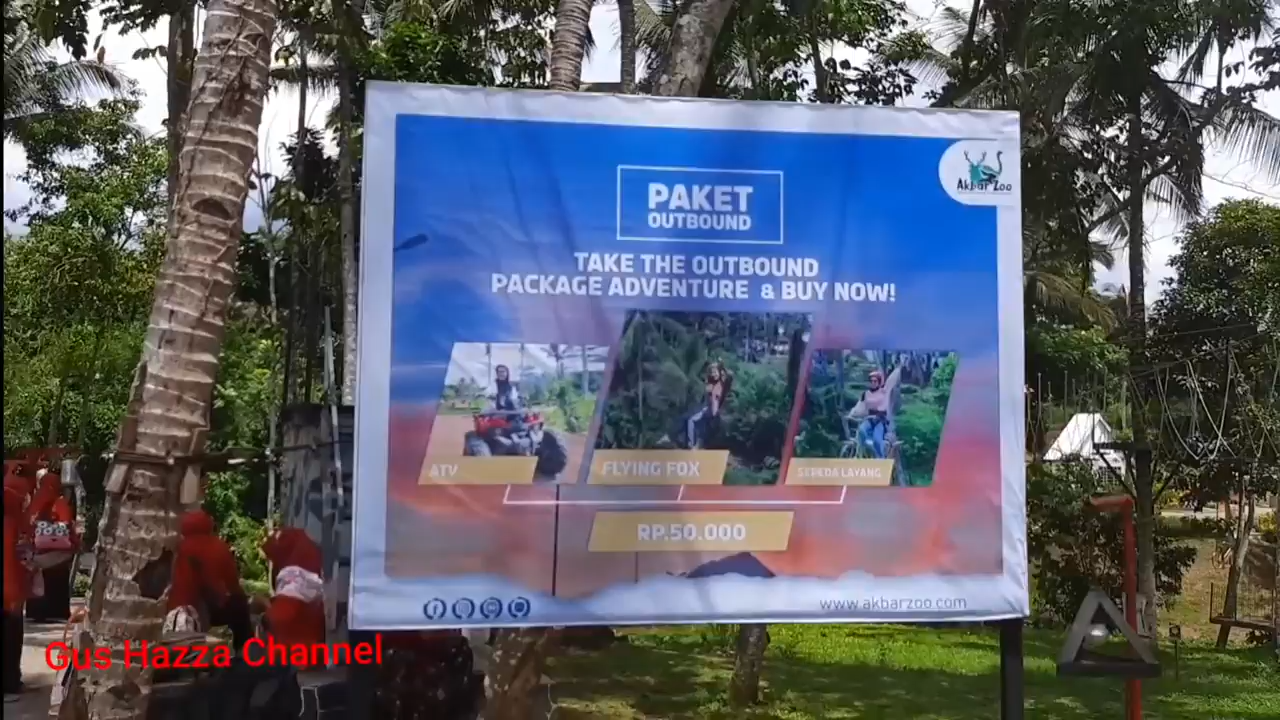 Akbar Zoo
PAKET
OUTBOUND
TAKE THE OUTBOUND
PACKAGE ADVENTURE & BUY NOW!
ATV
FLYING FOX
SEPEDA LAYANG
RP.50.000
www.akbarzoo.com
Gus Hazza Channel